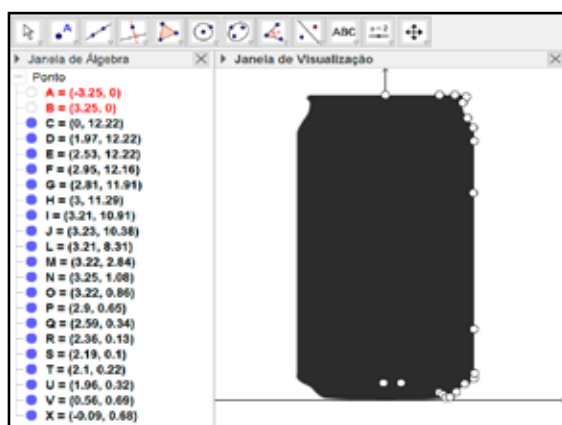 ABC
a=2
Janela de Álgebra
Janela de Visualização
Ponto
A = (-3.25, 0)
B = (3.25, 0)
C = (0, 12.22)
D = (1.97, 12.22)
E = (2.53, 12.22)
F = (2.95, 12.16)
G = (2.81, 11.91)
H = (3, 11.29)
I = (3.21, 10.91)
J = (3.23, 10.38)
L = (3.21, 8.31)
M = (3.22, 2.84)
N = (3.25, 1.08)
O = (3.22, 0.86)
P = (2.9, 0.65)
Q = (2.59, 0.34)
R = (2.36, 0.13)
S = (2.19, 0.1)
T = (2.1, 0.22)
U = (1.96, 0.32)
V = (0.56, 0.69)
X = (-0.09, 0.68)